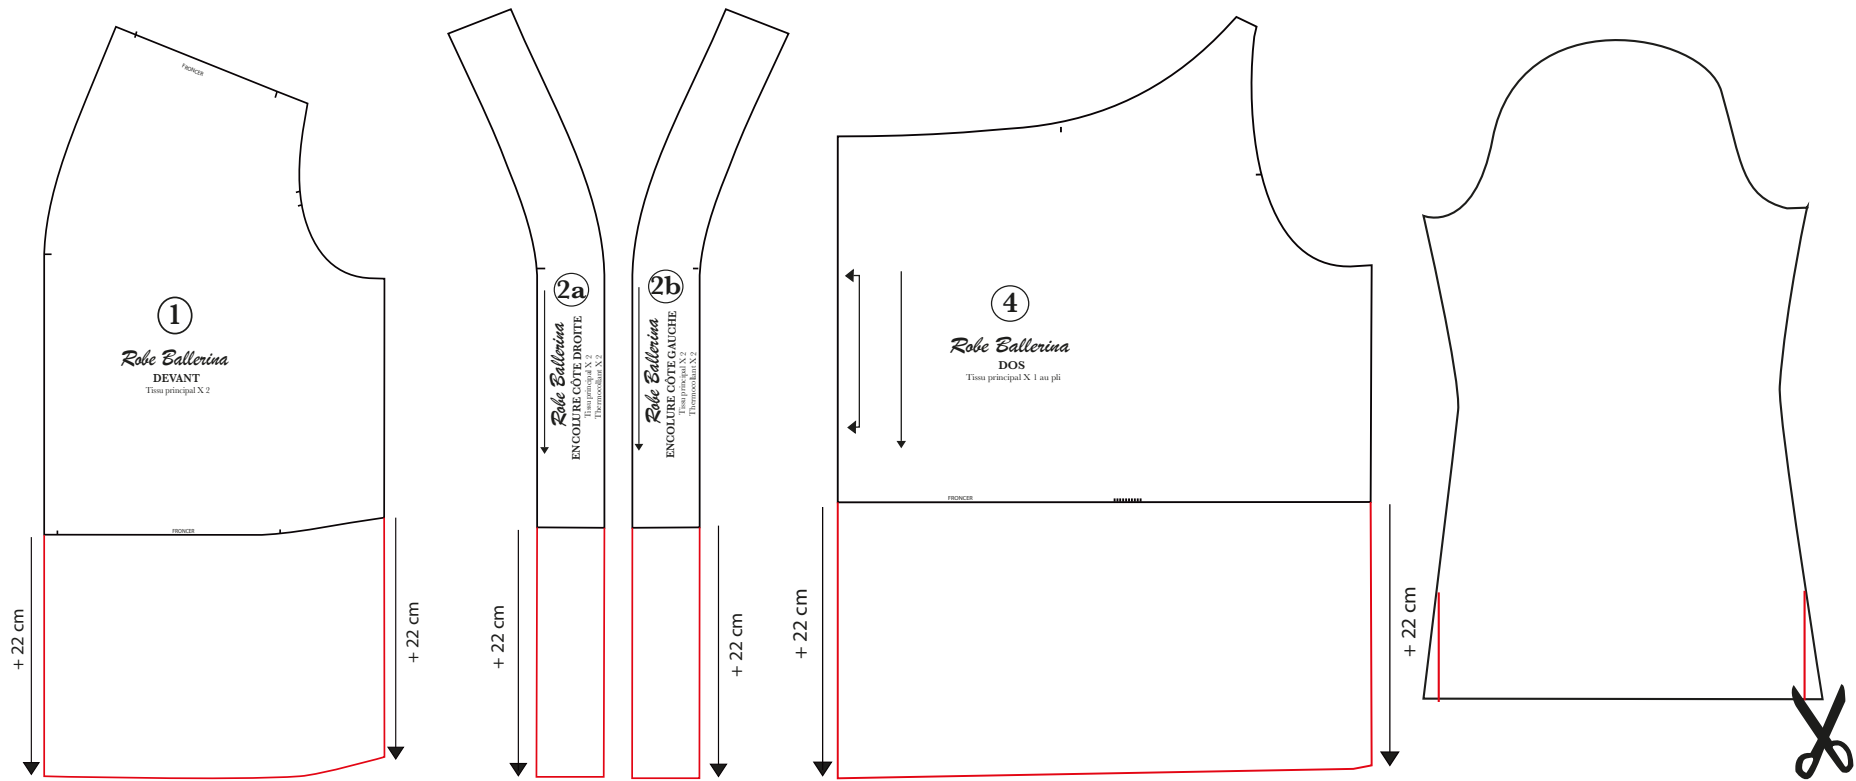 FRONCER
1
Robe Ballerina
DEVANT
Tissu principal X 2
FRONCER
+ 22 cm
+ 22 cm
2a
Robe Ballerina
ENCOLURE CÔTE DROITE
Tissu principal X 2
Thermocollant X 2
+ 22 cm
2b
Robe Ballerina
ENCOLURE CÔTE GAUCHE
Tissu principal X 2
Thermocollant X 2
+ 22 cm
4
Robe Ballerina
DOS
Tissu principal X 1 au pli
FRONCER
+ 22 cm
+ 22 cm